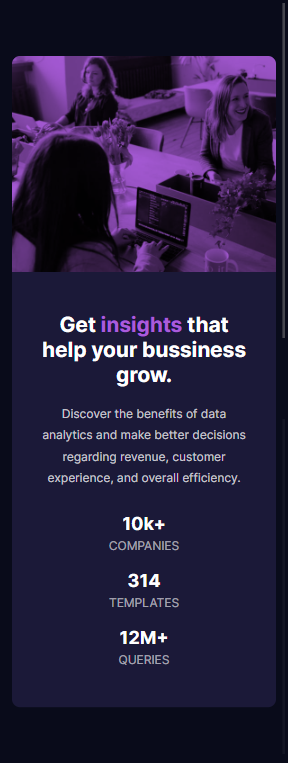 Get insights that
help your bussiness
grow.
Discover the benefits of data
analytics and make better decisions
regarding revenue, customer
experience, and overall efficiency.
10k+
COMPANIES
314
TEMPLATES
12M+
QUERIES